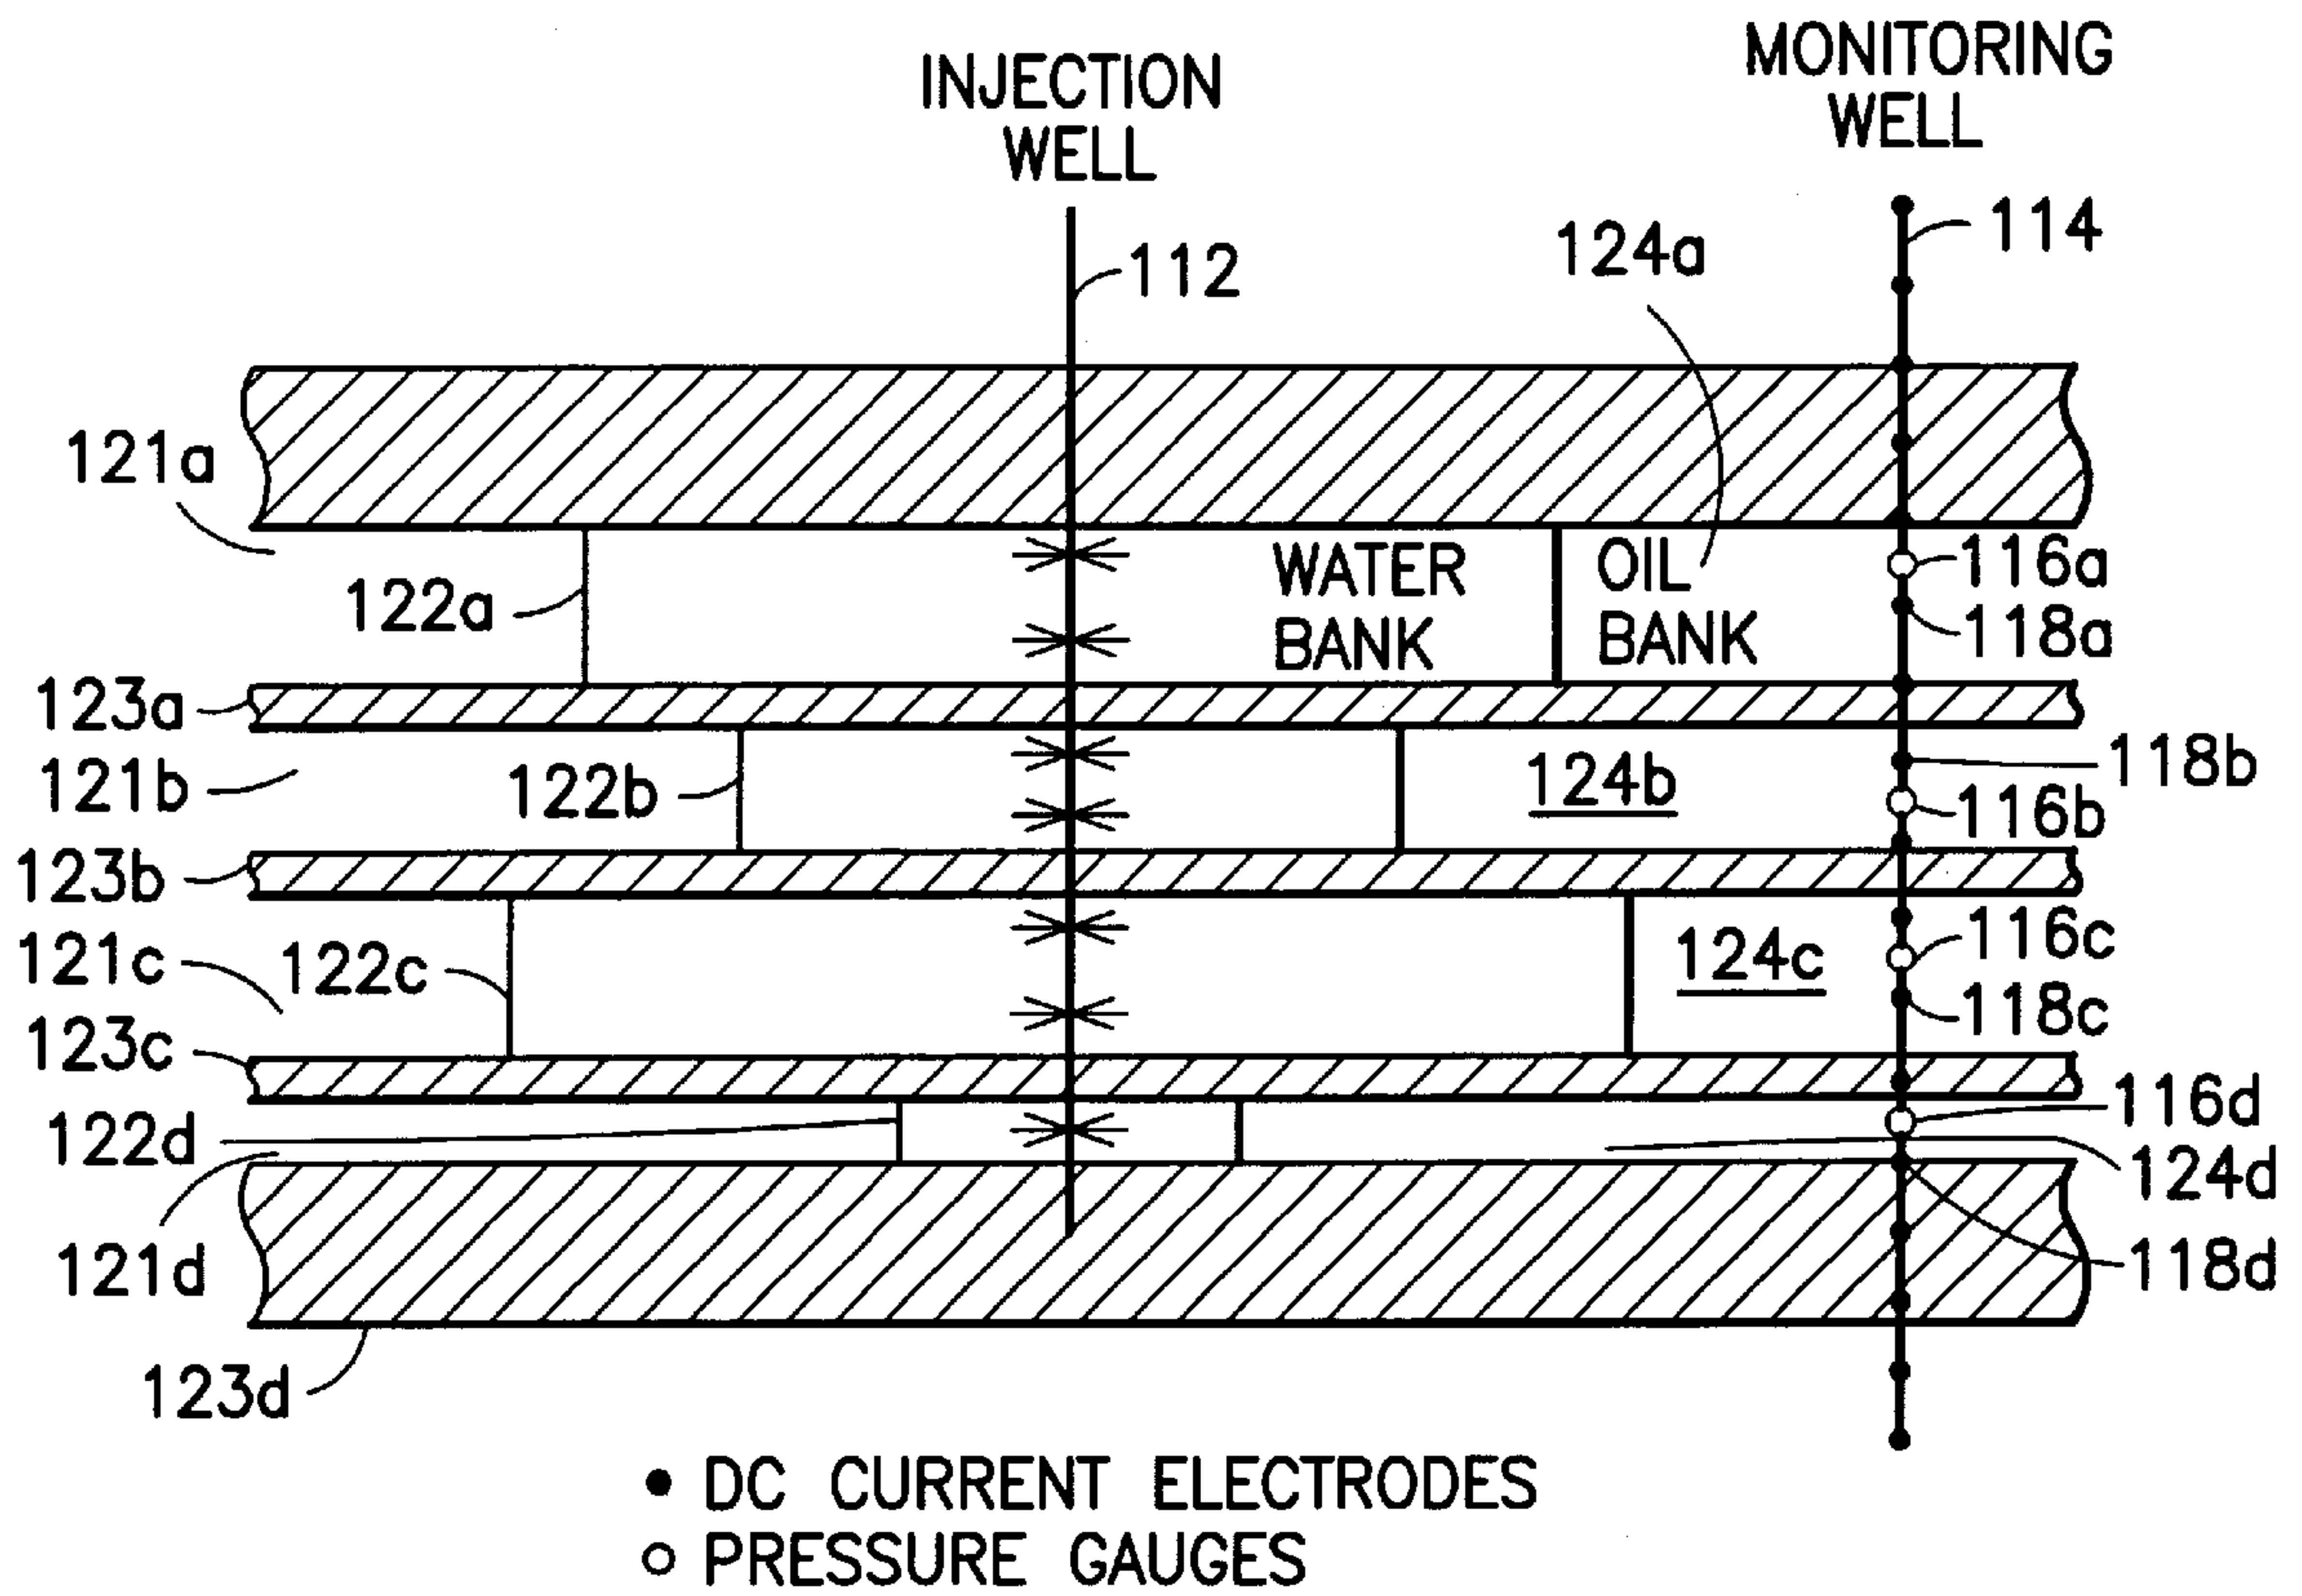 MONITORING
WELL
INJECTION
WELL
114
124a
112
121a
WATER
BANK
OIL
BANK
116a
122a
118a
123a
118b
121b
122b
124b
116b
123b
116c
121c
122c
124c
118c
123c
116d
122d
124d
121d
118d
123d
DC CURRENT ELECTRODES
PRESSURE GAUGES